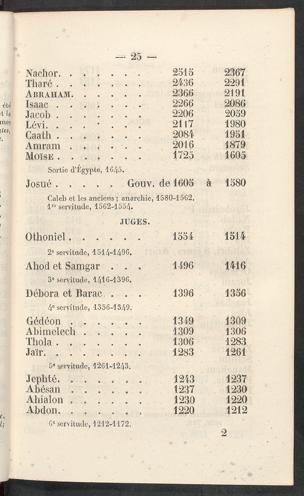 — 25 —
Nachor. . . . . . . 2515 2367
Tharé. . . . . . . 2436 2291
ABRAHAM. . . . . . 2366 2191
Isaac . . . . . . . 2266 2086
Jacob . . . . . . . 2206 2059
Lévi. . . . . . . . 2117 1980
Caath . . . . . . . 2084 1951
Amram . . . . . . 2016 1879
MOÏSE. . . . . . . 1725 1605
Sortie d'Égypte, 1645.
Josué . . . . . Gouv. de 1605 à 1580
Caleb et les anciens; anarchie, 1580-1562.
1re servitude, 1562-1554.
JUGES.
Othoniel . . . . . . 1554 1514
2e servitude, 1514-1496.
Ahod et Samgar . . . 1496 1416
3e servitude, 1416-1396.
Débora et Barac . . . 1396 1356
4e servitude, 1356-1349.
Gédéon . . . . . . 1349 1309
Abimelech . . . . . 1309 1306
Thola . . . . . . . 1306 1283
Jaïr. . . . . . . . 1283 1261
5e servitude, 1261-1243.
Jephté. . . . . . . 1243 1237
Abésan . . . . . . 1237 1230
Ahialon . . . . . . 1230 1220
Abdon. . . . . . . 1220 1212
6e servitude, 1212-1172.
2